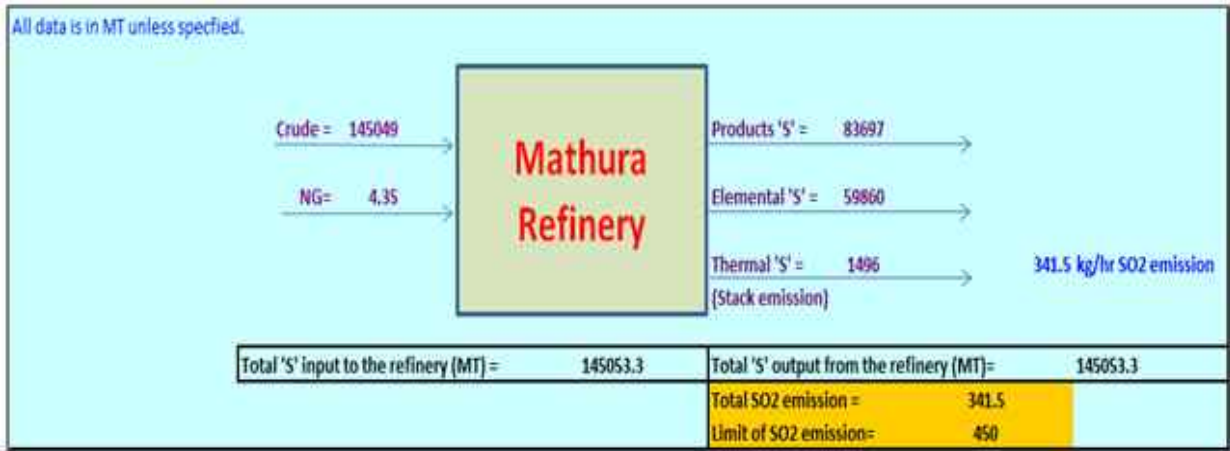 All data is in MT unless specfied.
Crude = 145049
NG= 4.35
Mathura
Refinery
Products 'S' = 83697
Elemental 'S' = 59860
Thermal 'S' = 1496
(Stack emission)
341.5 kg/hr SO2 emission
Total 'S' input to the refinery (MT) = 145053.3
Total 'S' output from the refinery (MT)= 145053.3
Total SO2 emission = 341.5
Limit of SO2 emission= 450